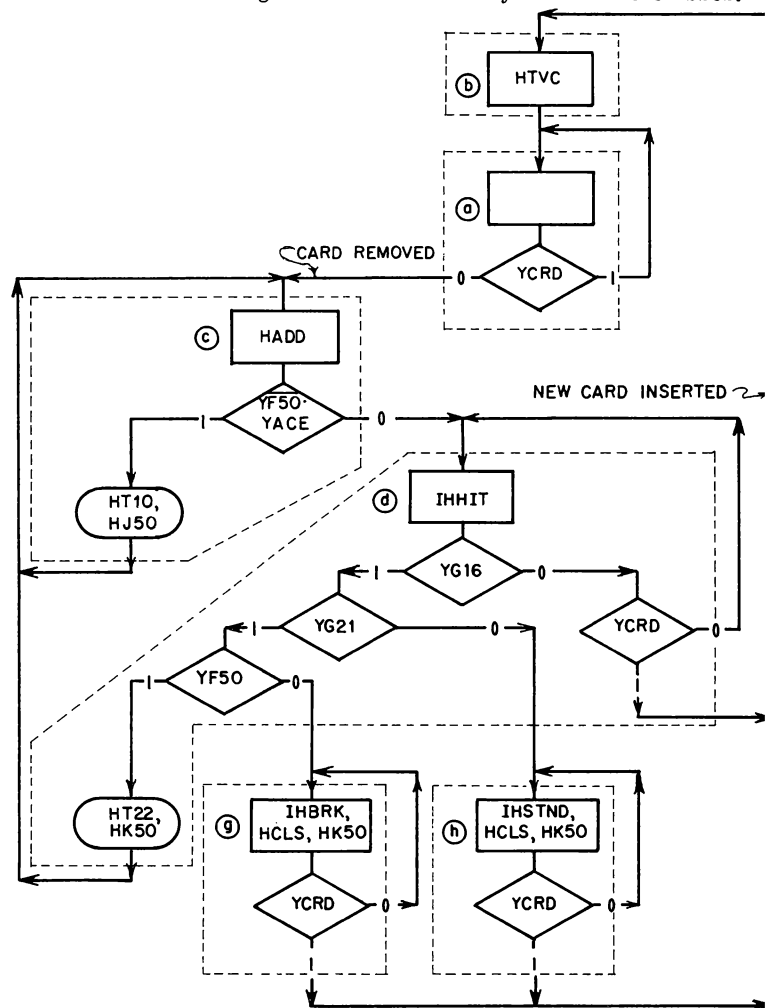 b
HTVC
a
CARD REMOVED
0
YCRD
1
c
HADD
NEW CARD INSERTED
1
YF50·
YACE
0
d
IHHIT
HT10,
HJ50
1
YG16
0
1
YG21
0
YCRD
0
1
YF50
0
HT22,
HK50
g
IHBRK,
HCLS, HK50
h
IHSTND,
HCLS, HK50
YCRD
0
YCRD
0